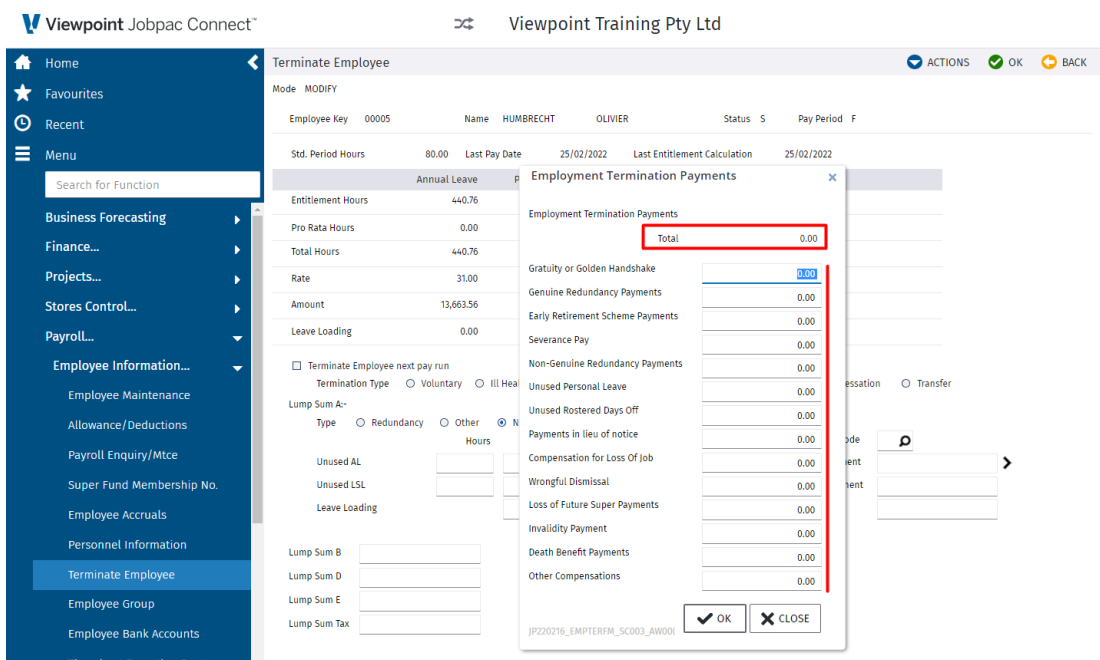 Viewpoint Jobpac Connect™
Viewpoint Training Pty Ltd
Home
Favourites
Recent
Menu
Search for Function
Business Forecasting
Finance...
Projects...
Stores Control...
Payroll...
Employee Information...
Employee Maintenance
Allowance/Deductions
Payroll Enquiry/Mtce
Super Fund Membership No.
Employee Accruals
Personnel Information
Terminate Employee
Employee Group
Employee Bank Accounts
Terminate Employee
ACTIONS OK BACK
Mode MODIFY
Employee Key 00005 Name HUMBRECHT OLIVIER Status S Pay Period F
Std. Period Hours 80.00 Last Pay Date 25/02/2022 Last Entitlement Calculation 25/02/2022
Annual Leave P
Entitlement Hours 440.76
Pro Rata Hours 0.00
Total Hours 440.76
Rate 31.00
Amount 13,663.56
Leave Loading 0.00
Terminate Employee next pay run
Termination Type Voluntary Ill Heal essation Transfer
Lump Sum A:-
Type Redundancy Other N
Hours ode
Unused AL ent
Unused LSL ment
Leave Loading
Lump Sum B
Lump Sum D
Lump Sum E
Lump Sum Tax
Employment Termination Payments
Employment Termination Payments
Total 0.00
Gratuity or Golden Handshake 0.00
Genuine Redundancy Payments 0.00
Early Retirement Scheme Payments 0.00
Severance Pay 0.00
Non-Genuine Redundancy Payments 0.00
Unused Personal Leave 0.00
Unused Rostered Days Off 0.00
Payments in lieu of notice 0.00
Compensation for Loss Of Job 0.00
Wrongful Dismissal 0.00
Loss of Future Super Payments 0.00
Invalidity Payment 0.00
Death Benefit Payments 0.00
Other Compensations 0.00
OK CLOSE
JP220216_EMPTERFM_SC003_AW00